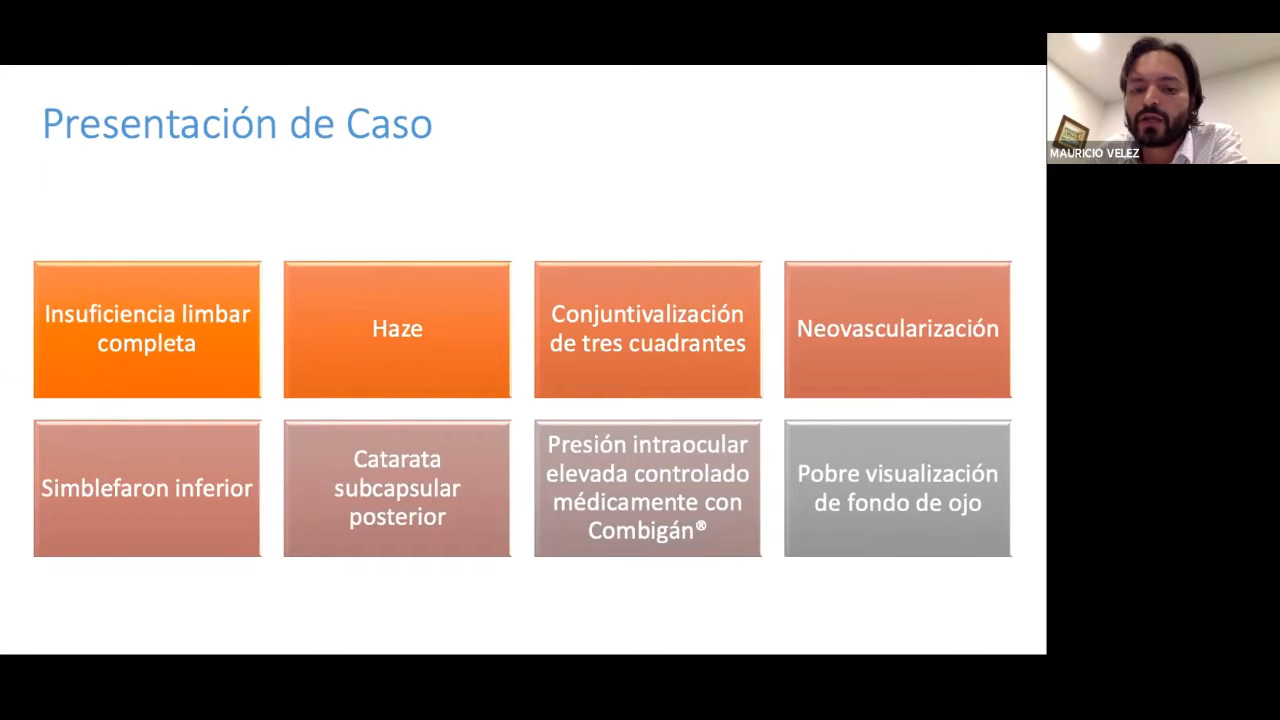 Presentación de Caso
MAURICIO VELEZ
Insuficiencia limbar
completa
Haze
Conjuntivalización
de tres cuadrantes
Neovascularización
Simblefaron inferior
Catarata
subcapsular
posterior
Presión intraocular
elevada controlado
médicamente con
Combigán®
Pobre visualización
de fondo de ojo